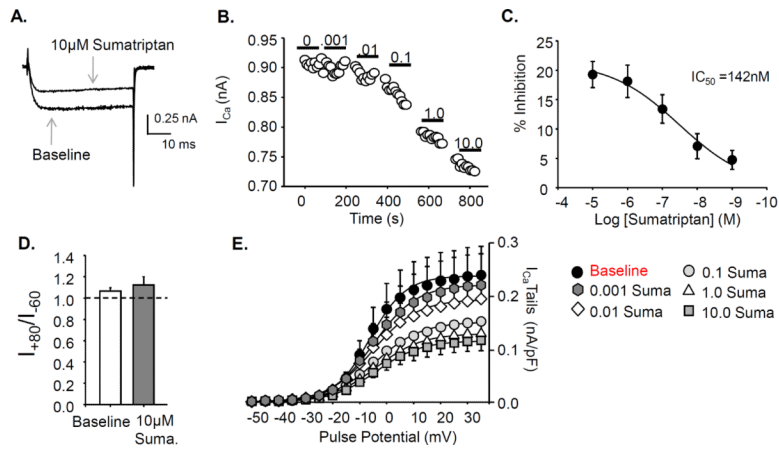 A.
10µM Sumatriptan
Baseline
0.25 nA
10 ms
B.
I_Ca (nA)
0.95
0.90
0.85
0.80
0.75
0.70
0 .001 .01 0.1 1.0 10.0
0 200 400 600 800
Time (s)
C.
% Inhibition
25
20
15
10
5
0
IC50 =142nM
-4 -5 -6 -7 -8 -9 -10
Log [Sumatriptan] (M)
D.
I+80/I-60
1.4
1.2
1.0
0.8
0.6
0.4
0.2
0.0
Baseline
10µM
Suma.
E.
0.3
0.2
0.1
0.0
ICaTails (nA/pF)
-50 -40 -30 -20 -10 0 10 20 30
Pulse Potential (mV)
Baseline
0.001 Suma
0.01 Suma
0.1 Suma
1.0 Suma
10.0 Suma